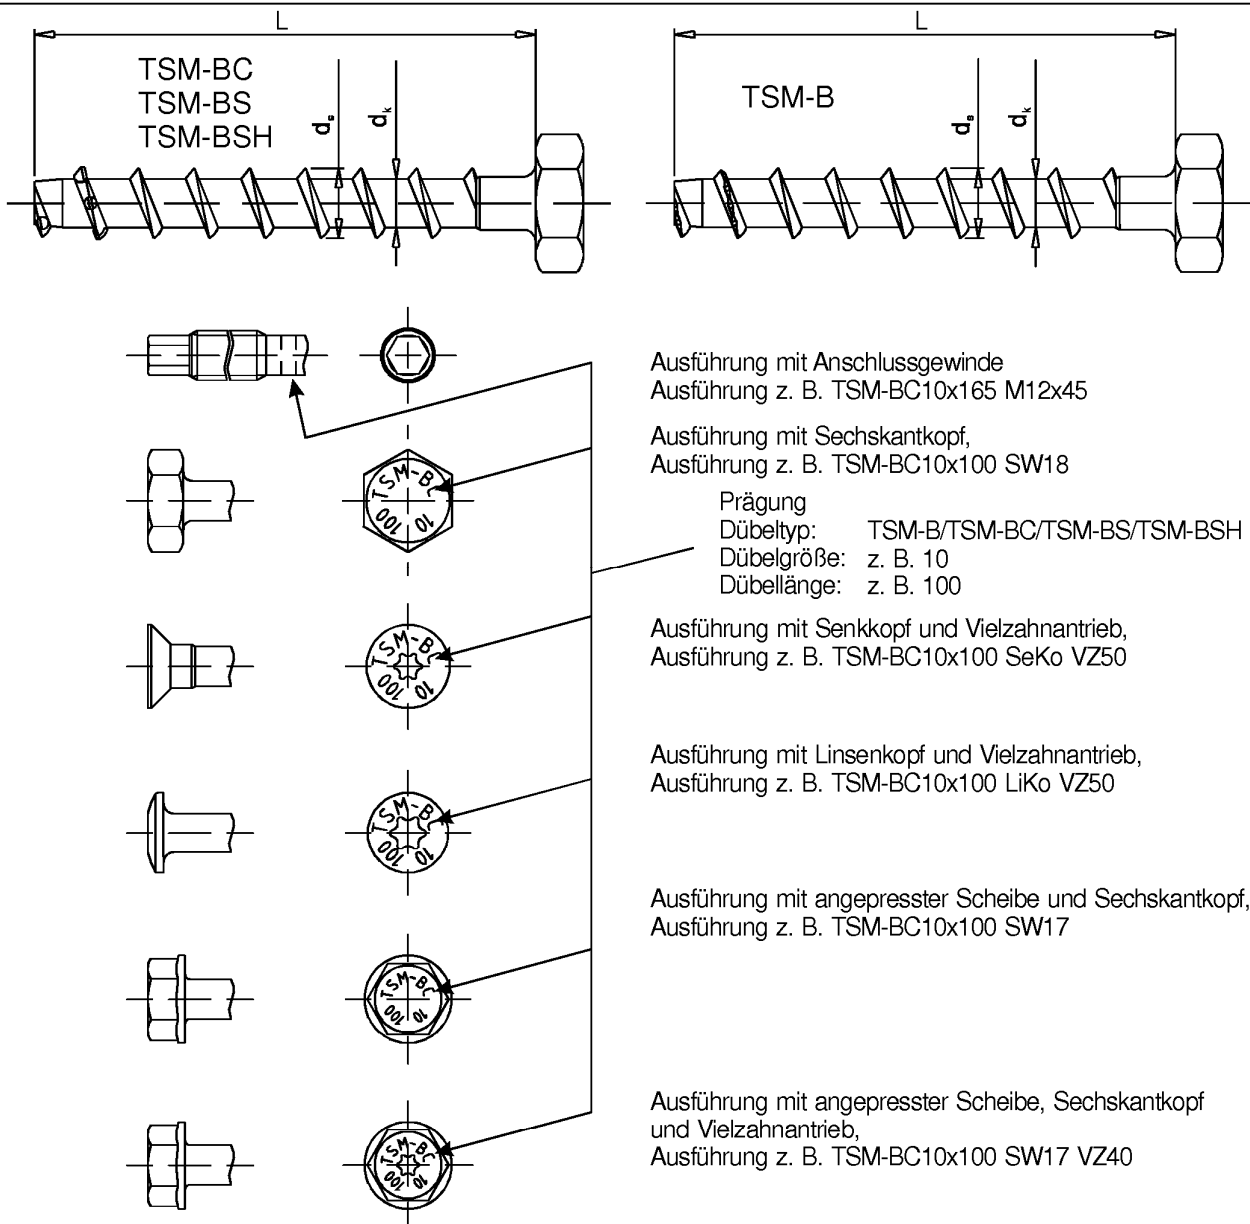 L
TSM-BC
TSM-BS
TSM-BSH
ds
dk
L
TSM-B
ds
dk
Ausführung mit Anschlussgewinde
Ausführung z. B. TSM-BC10x165 M12x45
Ausführung mit Sechskantkopf,
Ausführung z. B. TSM-BC10x100 SW18
TSM-BC
10
100
Prägung
Dübeltyp: TSM-B/TSM-BC/TSM-BS/TSM-BSH
Dübelgröße: z. B. 10
Dübellänge: z. B. 100
Ausführung mit Senkkopf und Vielzahnantrieb,
Ausführung z. B. TSM-BC10x100 SeKo VZ50
TSM-BC
10
100
Ausführung mit Linsenkopf und Vielzahnantrieb,
Ausführung z. B. TSM-BC10x100 LiKo VZ50
TSM-BC
10
100
Ausführung mit angepresster Scheibe und Sechskantkopf,
Ausführung z. B. TSM-BC10x100 SW17
TSM-BC
10
100
Ausführung mit angepresster Scheibe, Sechskantkopf
und Vielzahnantrieb,
Ausführung z. B. TSM-BC10x100 SW17 VZ40
TSM-BC
10
100